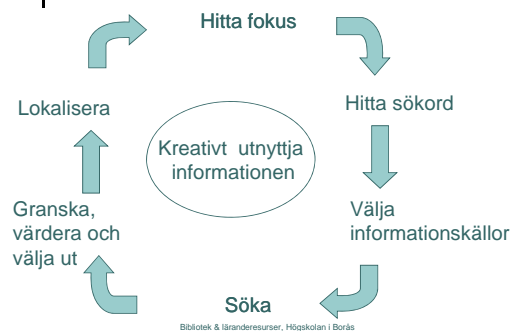 Hitta fokus
Hitta sökord
Välja
informationskällor
Söka
Granska,
värdera och
välja ut
Lokalisera
Kreativt utnyttja
informationen
Bibliotek & läranderesurser, Högskolan i Borås